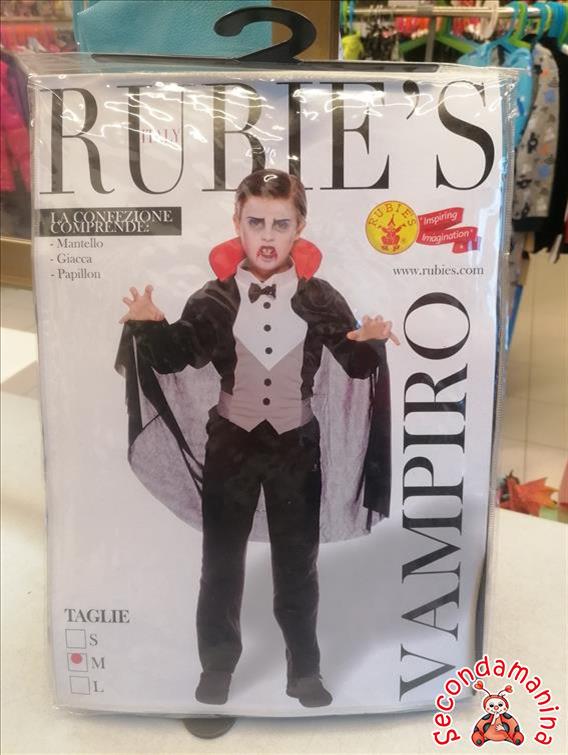 RUBIE'S
ITALY
LA CONFEZIONE
COMPRENDE:
- Mantello
- Giacca
- Papillon
RUBIE'S
"Inspiring
Imagination"
www.rubies.com
VAMPIRO
TAGLIE
S
M
L
Secondamanina